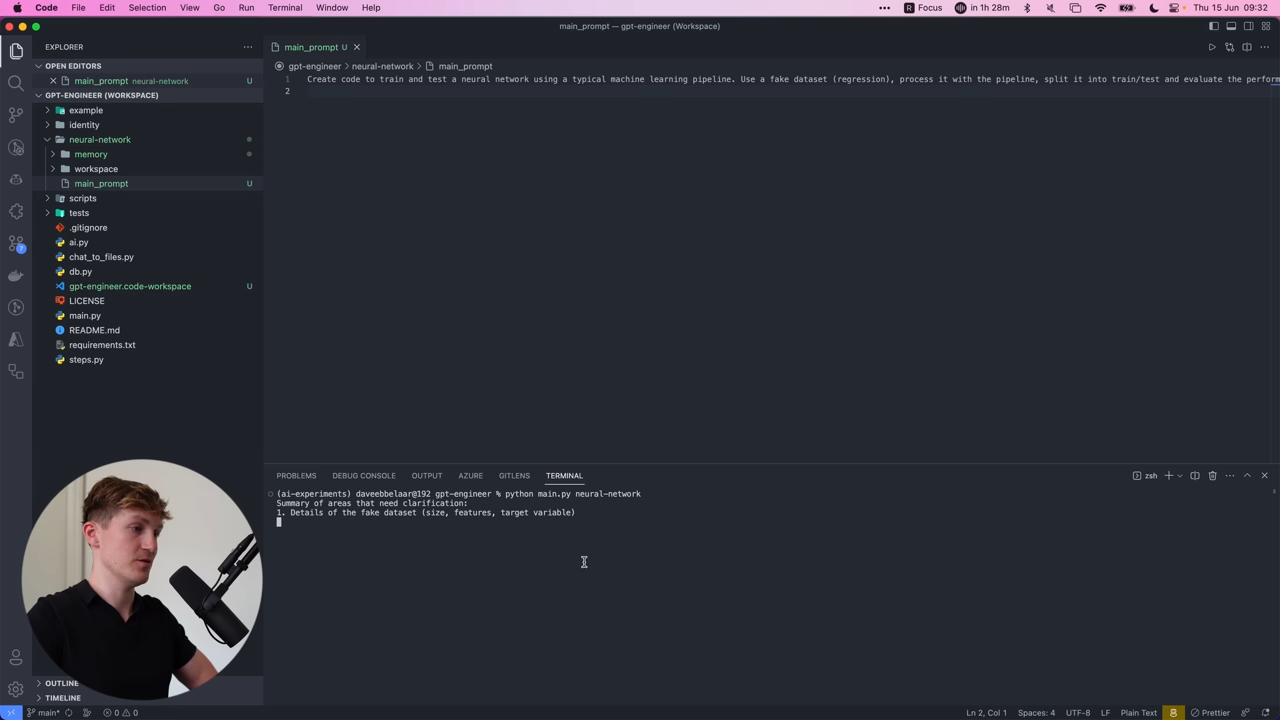 Code File Edit Selection View Go Run Terminal Window Help
Focus in 1h 28m Thu 15 Jun 09:32
main_prompt — gpt-engineer (Workspace)
EXPLORER
OPEN EDITORS
main_prompt neural-network
GPT-ENGINEER (WORKSPACE)
example
identity
neural-network
memory
workspace
main_prompt U
scripts
tests
.gitignore
ai.py
chat_to_files.py
db.py
gpt-engineer.code-workspace U
LICENSE
main.py
README.md
requirements.txt
steps.py
OUTLINE
TIMELINE
7
main_prompt U
gpt-engineer > neural-network > main_prompt
1 Create code to train and test a neural network using a typical machine learning pipeline. Use a fake dataset (regression), process it with the pipeline, split it into train/test and evaluate the perform
2
PROBLEMS DEBUG CONSOLE OUTPUT AZURE GITLENS TERMINAL
zsh
(ai-experiments) daveebbelaar@192 gpt-engineer % python main.py neural-network
Summary of areas that need clarification:
1. Details of the fake dataset (size, features, target variable)
main* 0 0 Ln 2, Col 1 Spaces: 4 UTF-8 LF Plain Text Prettier